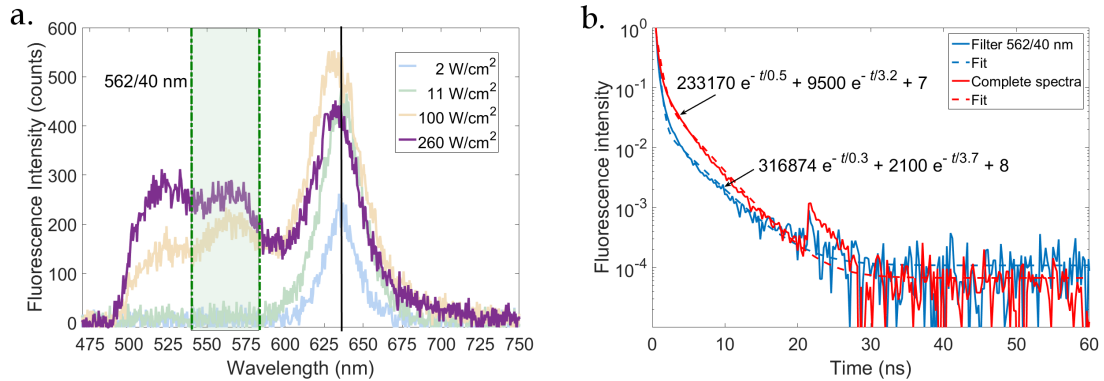 a.
600
500
400
300
200
100
0
475 500 525 550 575 600 625 650 675 700 725 750
Fluorescence Intensity (counts)
Wavelength (nm)
562/40 nm
2 W/cm²
11 W/cm²
100 W/cm²
260 W/cm²
b.
10⁰
10⁻¹
10⁻²
10⁻³
10⁻⁴
0 10 20 30 40 50 60
Fluorescence intensity
Time (ns)
Filter 562/40 nm
Fit
Complete spectra
Fit
233170 e^(- t/0.5) + 9500 e^(- t/3.2) + 7
316874 e^(- t/0.3) + 2100 e^(- t/3.7) + 8